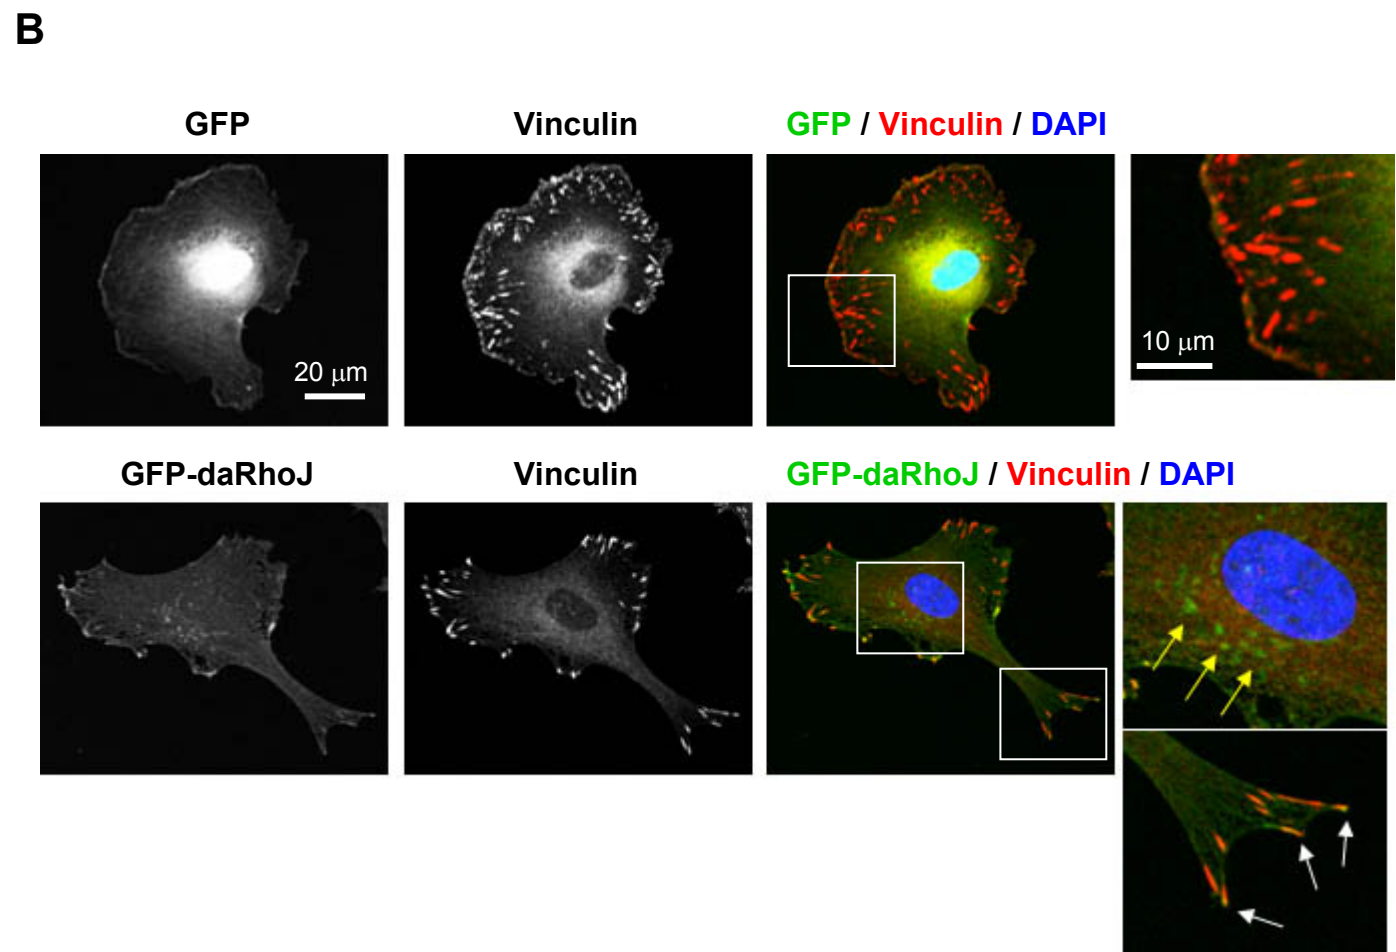 B
GFP
Vinculin
GFP / Vinculin / DAPI
20 μm
10 μm
GFP-daRhoJ
Vinculin
GFP-daRhoJ / Vinculin / DAPI